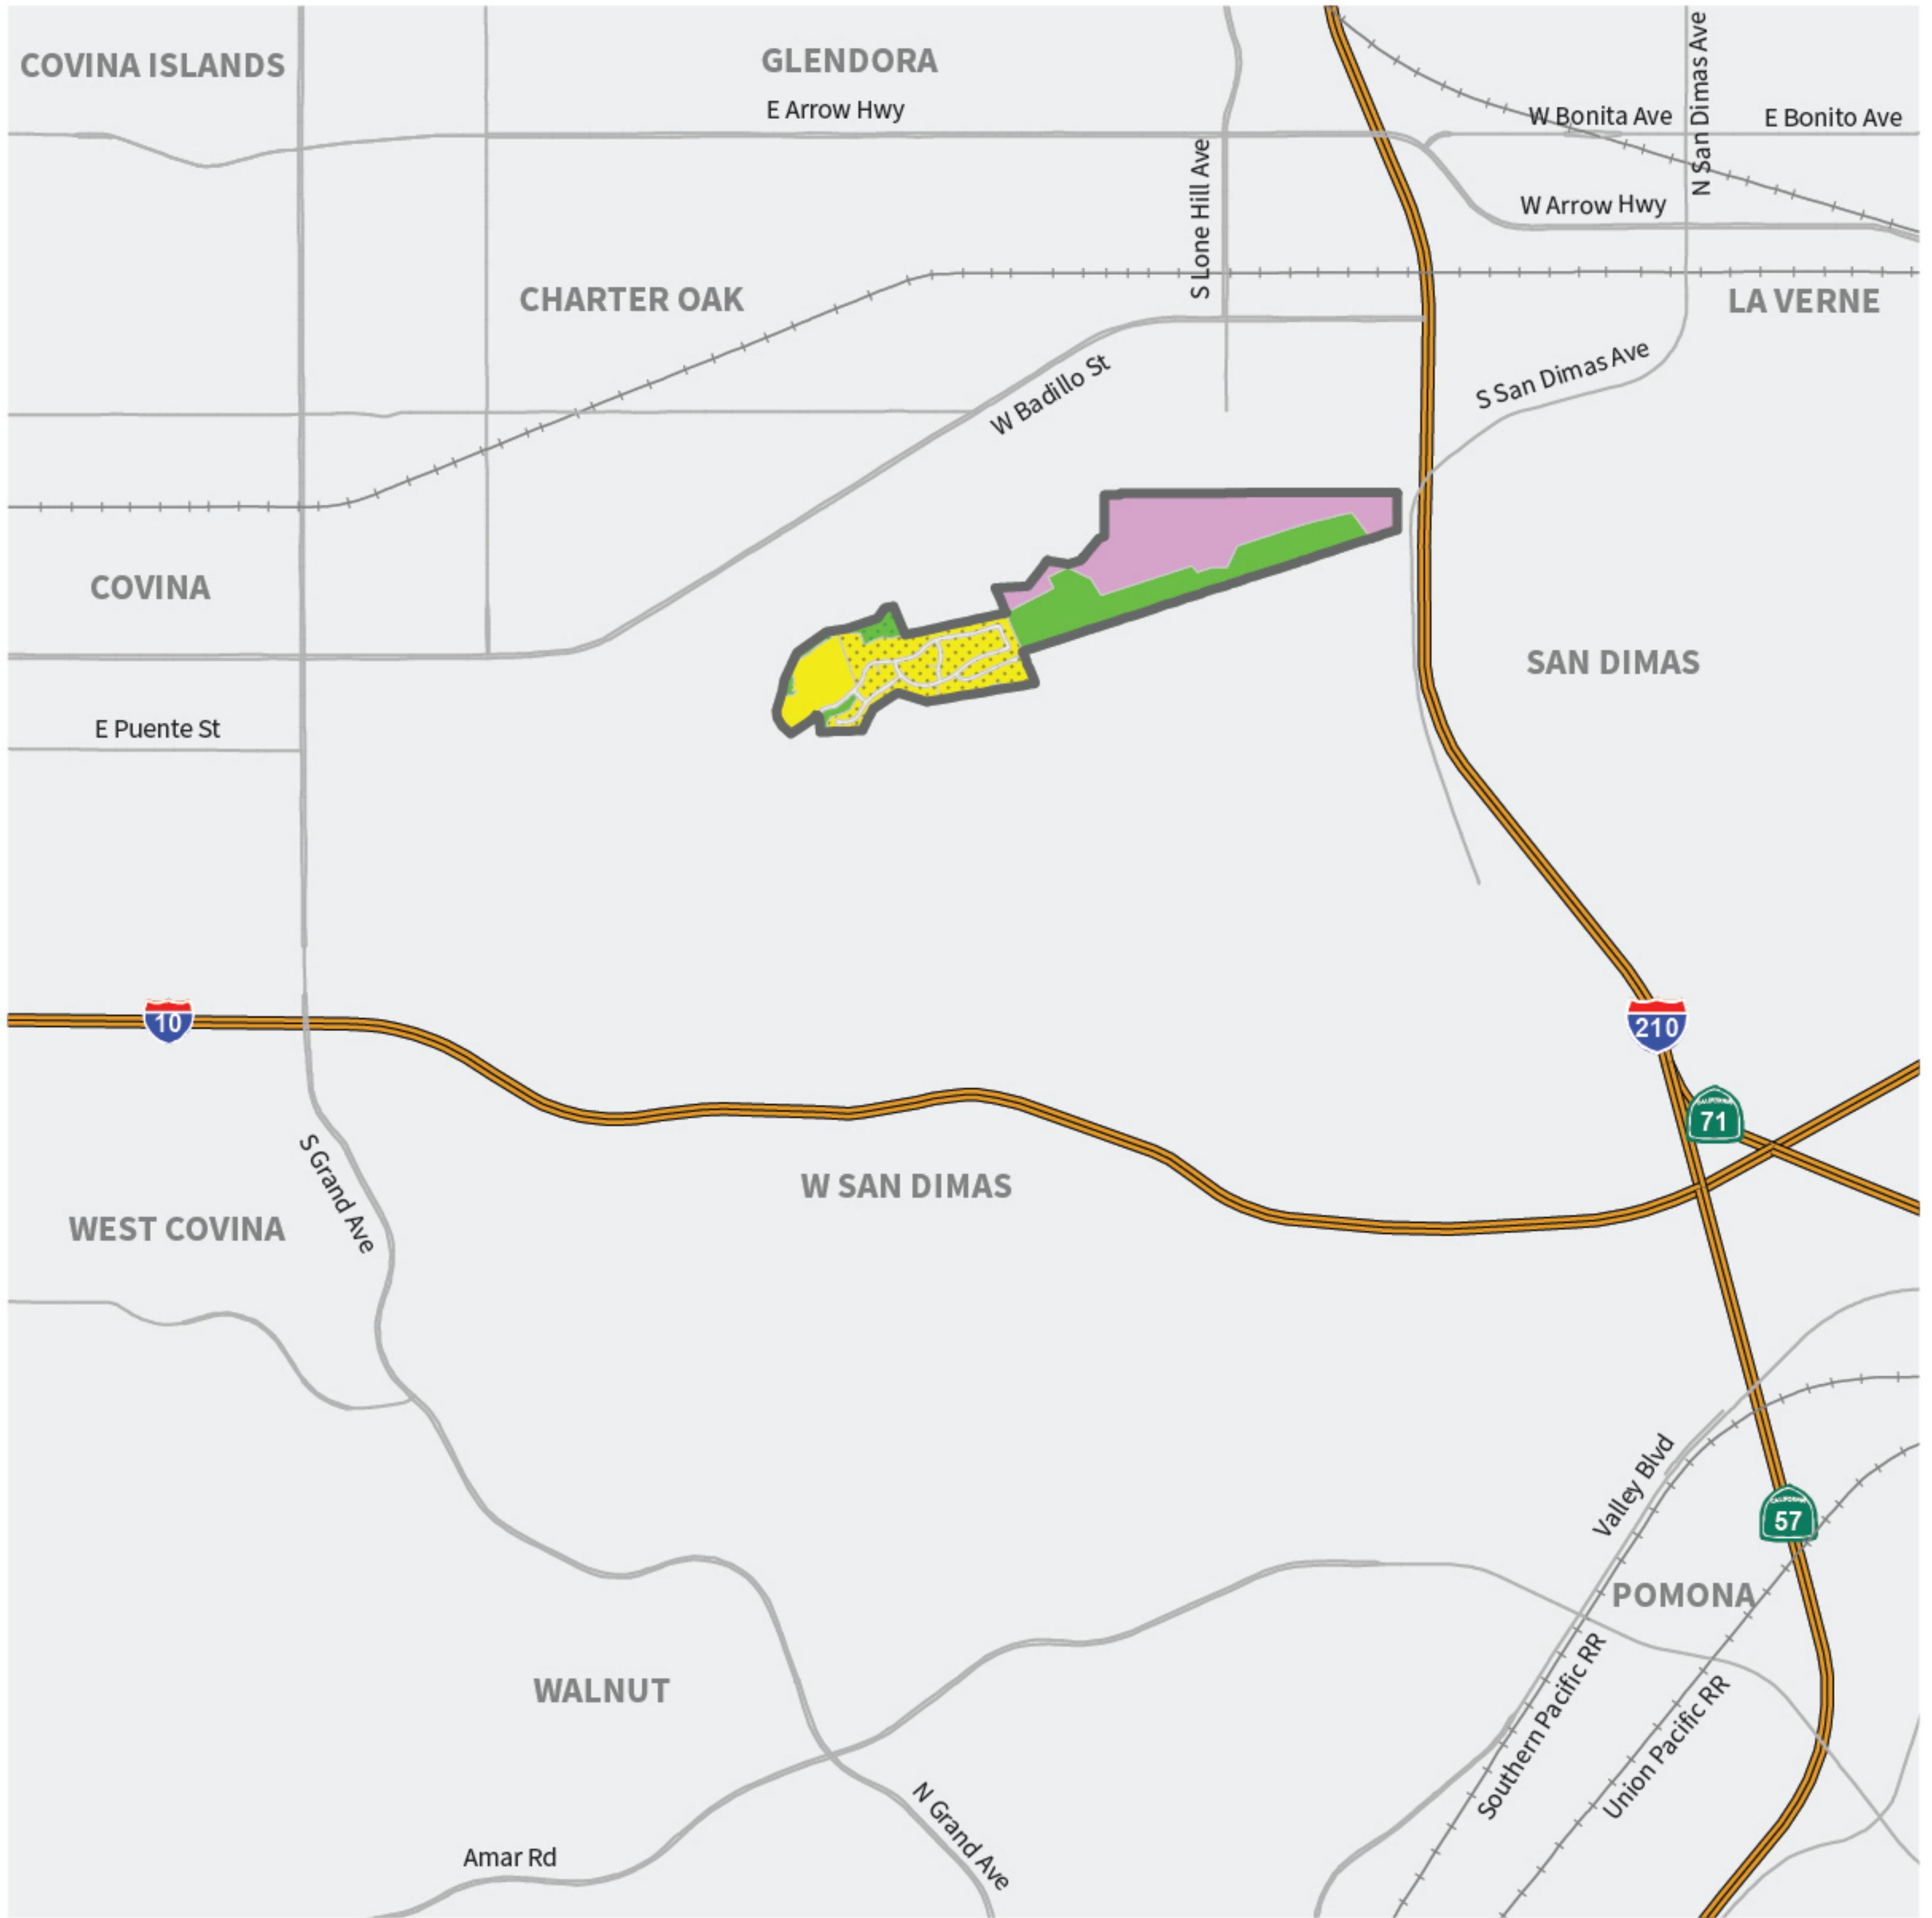 COVINA ISLANDS
GLENDORA
E Arrow Hwy
W Bonita Ave
N San Dimas Ave
E Bonito Ave
S Lone Hill Ave
W Arrow Hwy
CHARTER OAK
LA VERNE
W Badillo St
S San Dimas Ave
COVINA
SAN DIMAS
E Puente St
10
210
CALIFORNIA
71
S Grand Ave
W SAN DIMAS
WEST COVINA
Valley Blvd
CALIFORNIA
57
POMONA
Southern Pacific RR
Union Pacific RR
WALNUT
N Grand Ave
Amar Rd